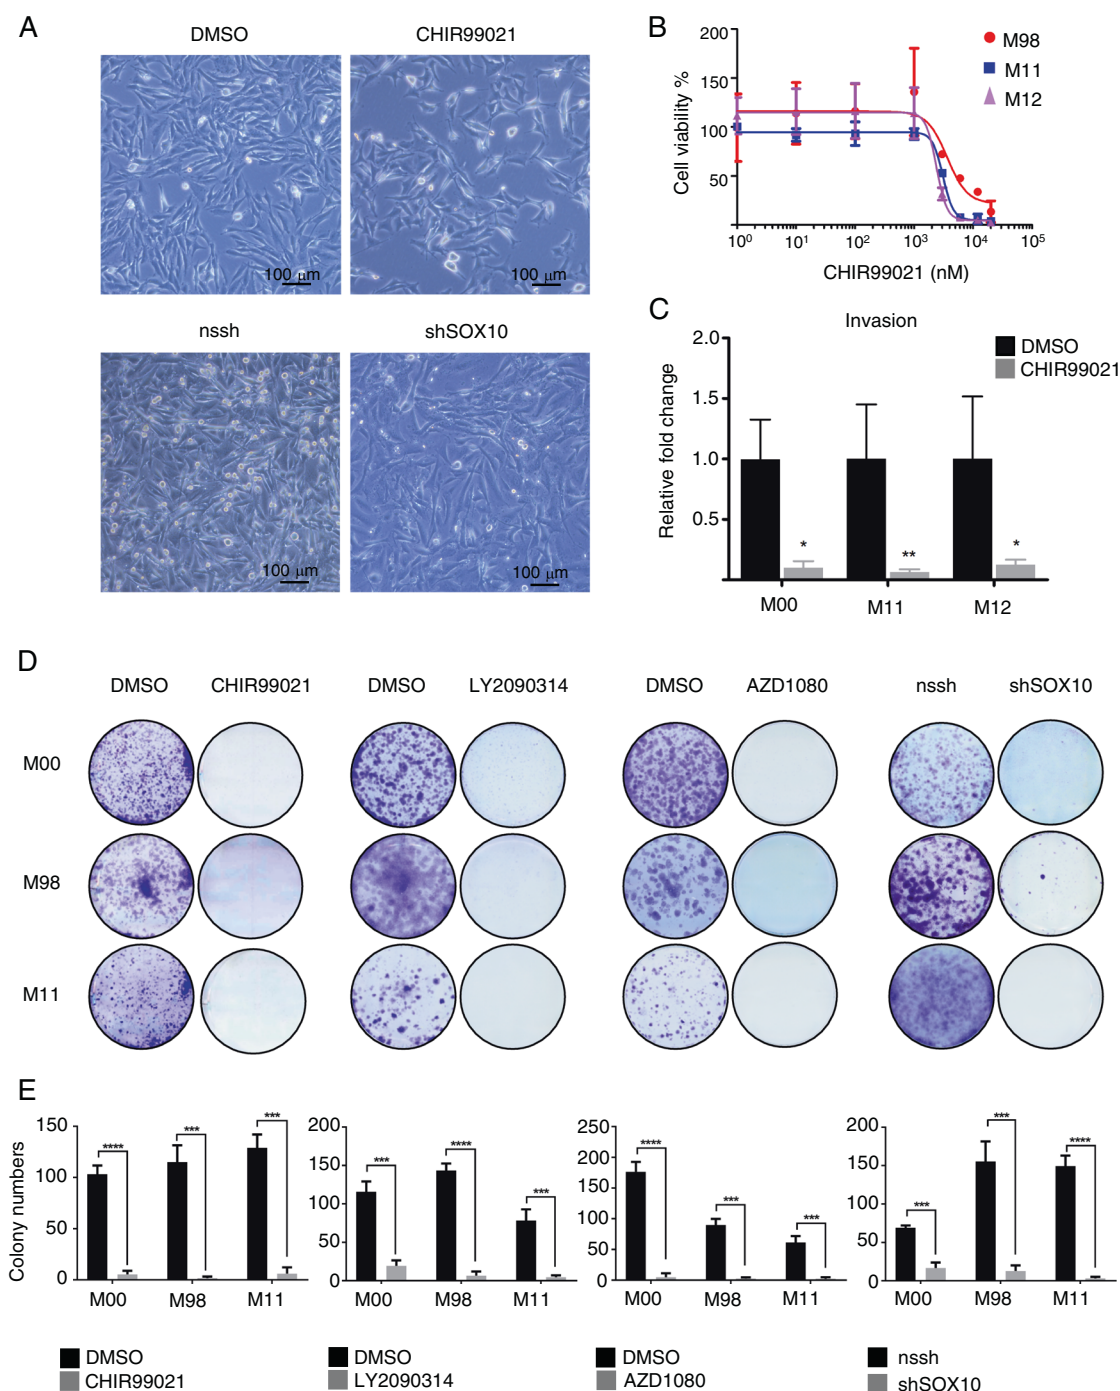 A
DMSO CHIR99021
100 μm 100 μm
nssh shSOX10
100 μm 100 μm
B
200
150
100
50
Cell viability %
10⁰ 10¹ 10² 10³ 10⁴ 10⁵
CHIR99021 (nM)
M98
M11
M12
C
Invasion
2.0
1.5
1.0
0.5
Relative fold change
DMSO
CHIR99021
* ** *
M00 M11 M12
D
DMSO CHIR99021 DMSO LY2090314 DMSO AZD1080 nssh shSOX10
M00
M98
M11
E
Colony numbers
150
100
50
0
**** *** ***
M00 M98 M11
DMSO
CHIR99021
200
150
100
50
0
*** **** ***
M00 M98 M11
DMSO
LY2090314
250
200
150
100
50
0
**** *** ***
M00 M98 M11
DMSO
AZD1080
200
150
100
50
0
*** *** ****
M00 M98 M11
nssh
shSOX10